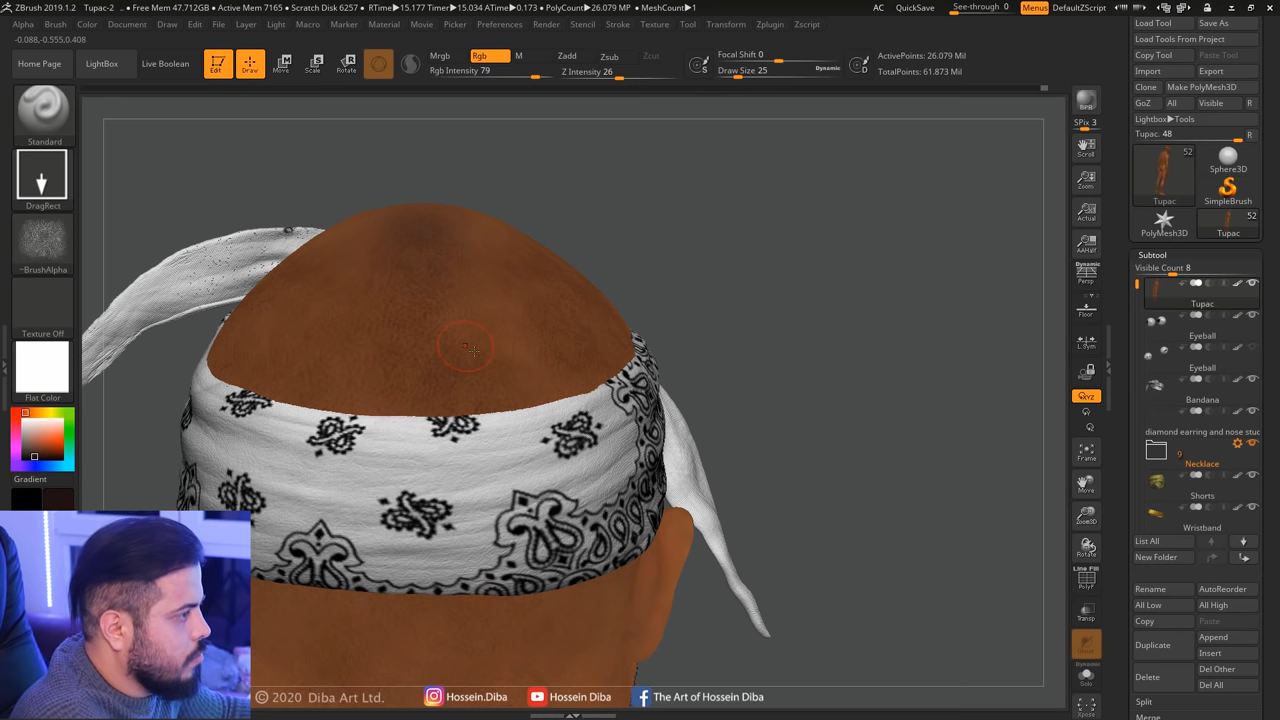 ZBrush 2019.1.2 Tupac-2 .. • Free Mem 47.712GB • Active Mem 7165 • Scratch Disk 6257 • RTime▶15.177 Timer▶15.034 ATime▶0.173 • PolyCount▶26.079 MP • MeshCount▶1 AC QuickSave See-through 0 Menus DefaultZScript
Alpha Brush Color Document Draw Edit File Layer Light Macro Marker Material Movie Picker Preferences Render Stencil Stroke Texture Tool Transform Zplugin Zscript
-0.088,-0.555,0.408
Home Page LightBox Live Boolean Edit Draw Move Scale Rotate
Mrgb Rgb M Zadd Zsub Zcut
Rgb Intensity 79 Z Intensity 26
Focal Shift 0
Draw Size 25 Dynamic
S D
ActivePoints: 26.079 Mil
TotalPoints: 61.873 Mil
Standard
DragRect
~BrushAlpha
Texture Off
Flat Color
Gradient
BPR
SPix 3
Scroll
Zoom
Actual
AAHalf
Dynamic
Persp
Floor
L.Sym
XYZ
Frame
Move
Zoom3D
Rotate
Line Fill
PolyF
Transp
Dynamic
Solo
Xpose
Load Tool Save As
Load Tools From Project
Copy Tool Paste Tool
Import Export
Clone Make PolyMesh3D
GoZ All Visible R
Lightbox▶Tools
Tupac. 48 R
52
Tupac
Sphere3D
SimpleBrush
PolyMesh3D
52
Tupac
Subtool
Visible Count 8
Tupac
Eyeball
Eyeball
Bandana
diamond earring and nose stud
9
Necklace
Shorts
Wristband
List All
New Folder
Rename AutoReorder
All Low All High
Copy Paste
Duplicate Append
Insert
Delete Del Other
Del All
Split
Merge
© 2020 Diba Art Ltd. Hossein.Diba Hossein Diba The Art of Hossein Diba